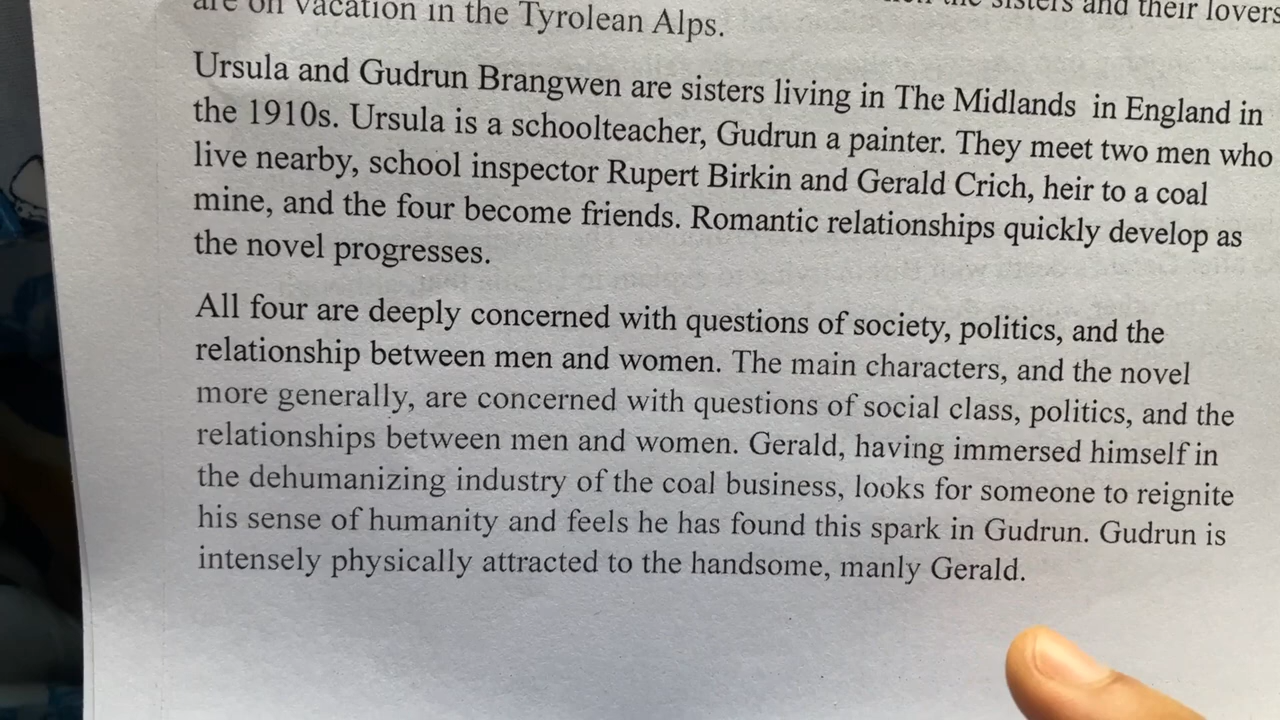 are on vacation in the Tyrolean Alps. the sisters and their lovers
Ursula and Gudrun Brangwen are sisters living in The Midlands in England in
the 1910s. Ursula is a schoolteacher, Gudrun a painter. They meet two men who
live nearby, school inspector Rupert Birkin and Gerald Crich, heir to a coal
mine, and the four become friends. Romantic relationships quickly develop as
the novel progresses.
All four are deeply concerned with questions of society, politics, and the
relationship between men and women. The main characters, and the novel
more generally, are concerned with questions of social class, politics, and the
relationships between men and women. Gerald, having immersed himself in
the dehumanizing industry of the coal business, looks for someone to reignite
his sense of humanity and feels he has found this spark in Gudrun. Gudrun is
intensely physically attracted to the handsome, manly Gerald.